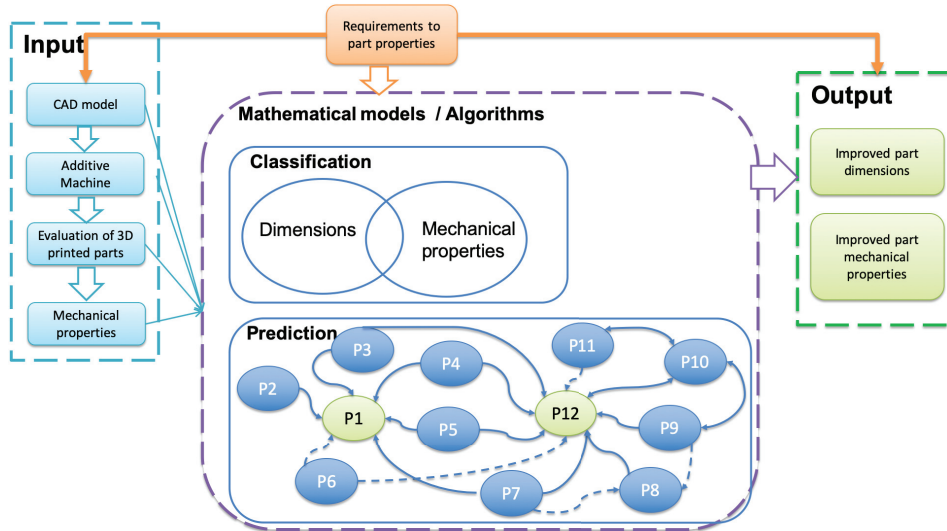 Requirements to
part properties
Input
CAD model
Additive
Machine
Evaluation of 3D
printed parts
Mechanical
properties
Mathematical models / Algorithms
Classification
Dimensions
Mechanical
properties
Prediction
P3
P11
P4
P10
P2
P1
P12
P5
P9
P6
P7
P8
Output
Improved part
dimensions
Improved part
mechanical
properties